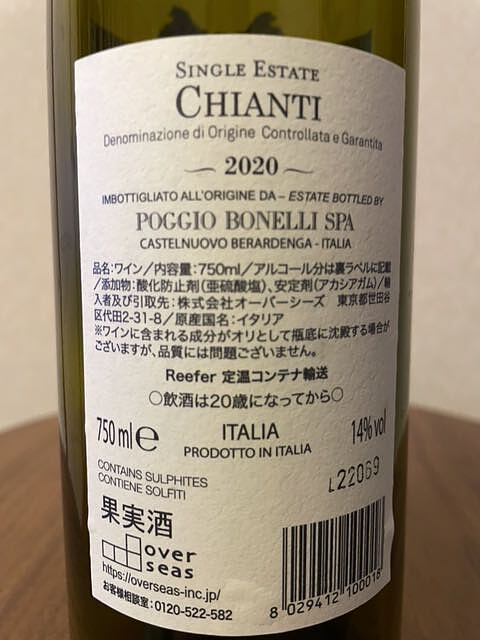 SINGLE ESTATE
CHIANTI
Denominazione di Origine Controllata e Garantita
2020
IMBOTTIGLIATO ALL'ORIGINE DA – ESTATE BOTTLED BY
POGGIO BONELLI SPA
CASTELNUOVO BERARDENGA - ITALIA
品名:ワイン/内容量:750ml/アルコール分は裏ラベルに記載
/添加物:酸化防止剤(亜硫酸塩)、安定剤(アカシアガム)/輸
入者及び引取先:株式会社オーバーシーズ 東京都世田谷
区代田2-31-8/原産国名:イタリア
※ワインに含まれる成分がオリとして瓶底に沈殿する場合が
ございますが、品質には問題ございません。
Reefer 定温コンテナ輸送
○飲酒は20歳になってから○
750 ml e
ITALIA
14% vol
PRODOTTO IN ITALIA
CONTAINS SULPHITES
CONTIENE SOLFITI
L22069
果実酒
over
seas
https://overseas-inc.jp/
お客様相談室:0120-522-582
8 029412 100018